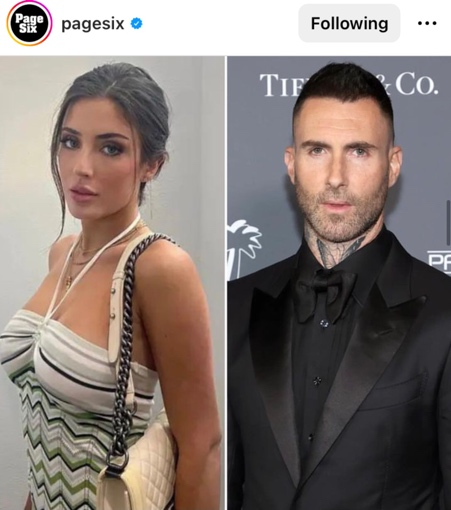 Page
Six
pagesix
Following
TIF & CO.